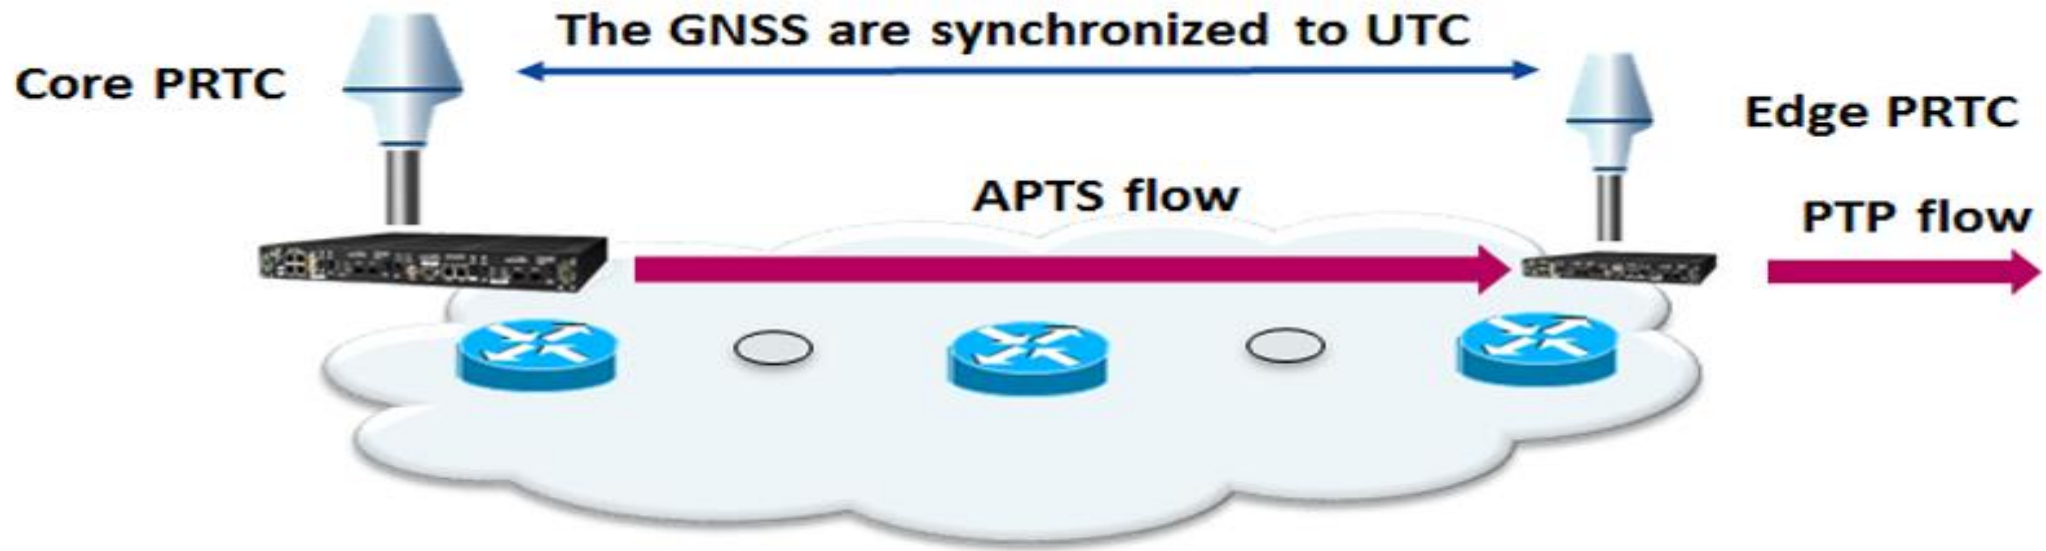 The GNSS are synchronized to UTC
Core PRTC
Edge PRTC
APTS flow
PTP flow